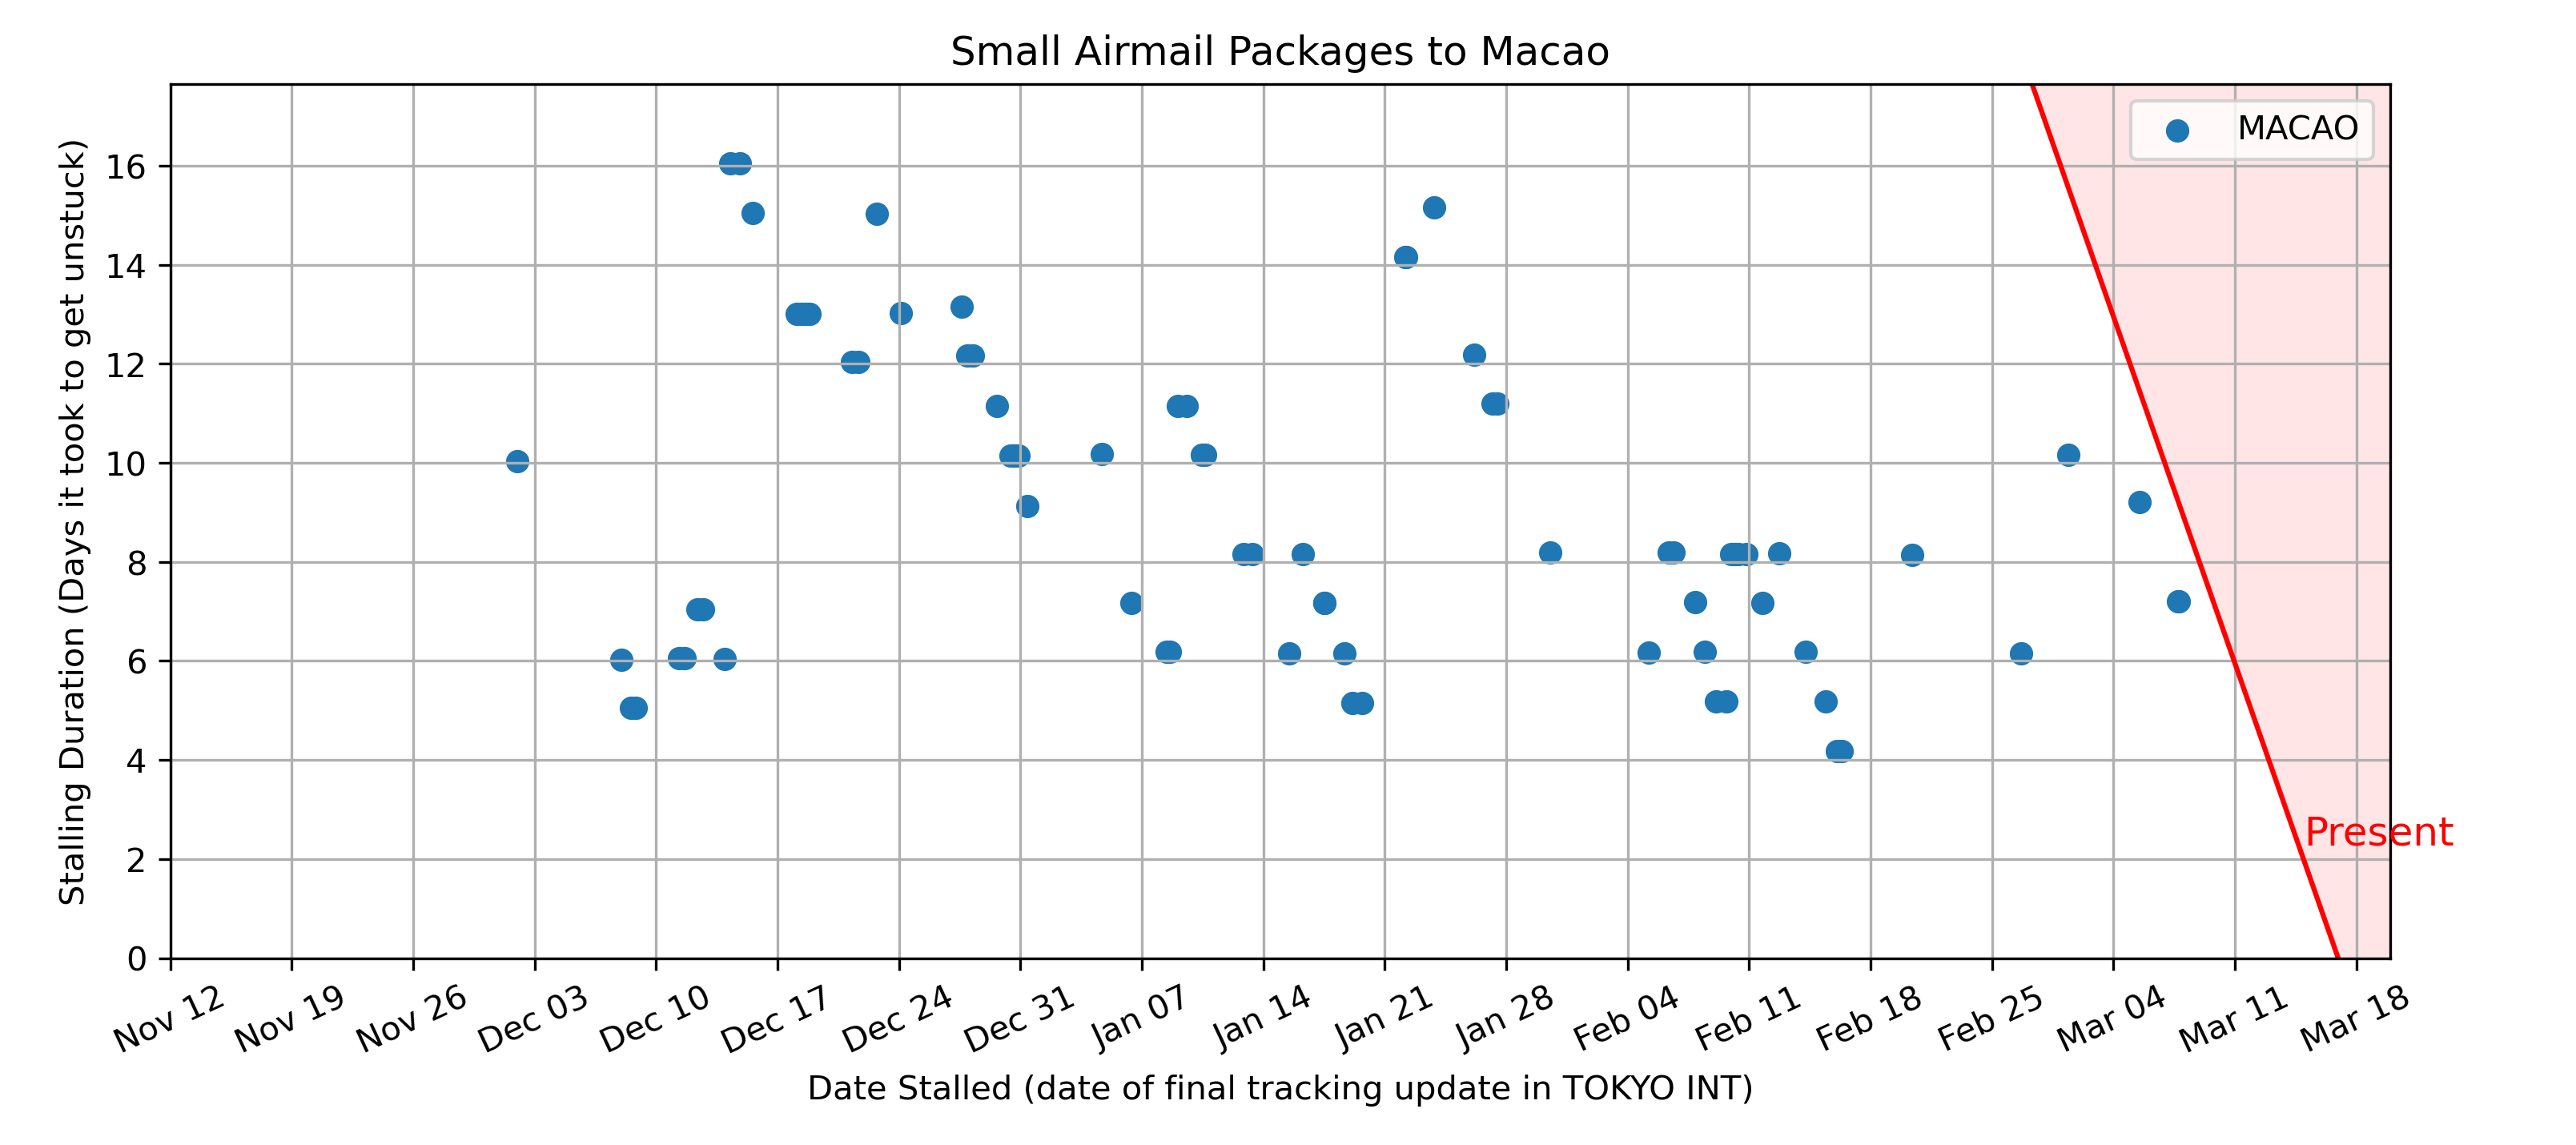 Small Airmail Packages to Macao
MACAO
Stalling Duration (Days it took to get unstuck)
16
14
12
10
8
6
4
2
0
Present
Nov 12 Nov 19 Nov 26 Dec 03 Dec 10 Dec 17 Dec 24 Dec 31 Jan 07 Jan 14 Jan 21 Jan 28 Feb 04 Feb 11 Feb 18 Feb 25 Mar 04 Mar 11 Mar 18
Date Stalled (date of final tracking update in TOKYO INT)